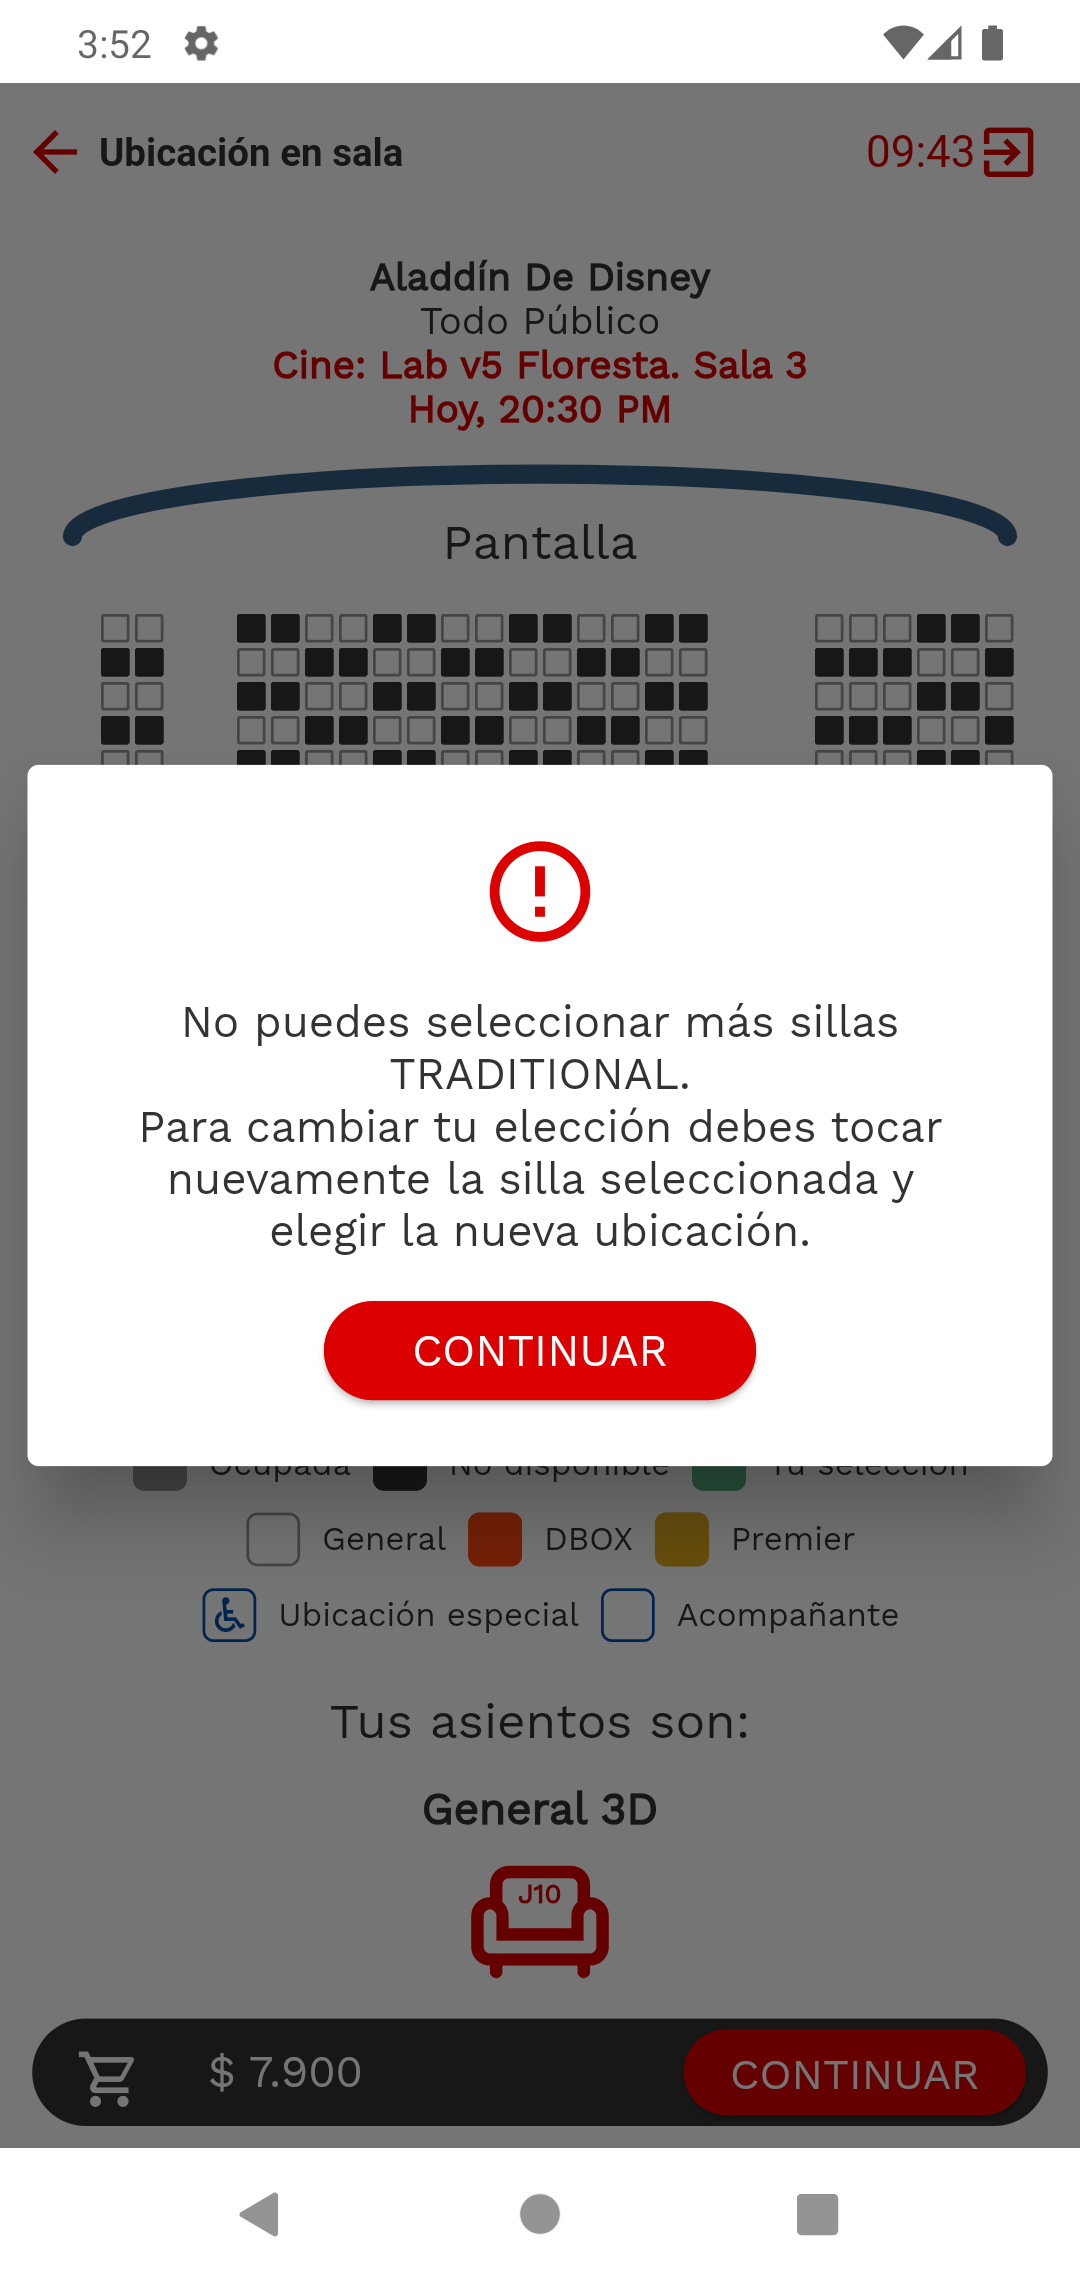 3:52
Ubicación en sala
09:43
Aladdín De Disney
Todo Público
Cine: Lab v5 Floresta. Sala 3
Hoy, 20:30 PM
Pantalla
No puedes seleccionar más sillas
TRADITIONAL.
Para cambiar tu elección debes tocar
nuevamente la silla seleccionada y
elegir la nueva ubicación.
CONTINUAR
Ocupada No disponible Tu selección
General DBOX Premier
Ubicación especial Acompañante
Tus asientos son:
General 3D
J10
$ 7.900
CONTINUAR